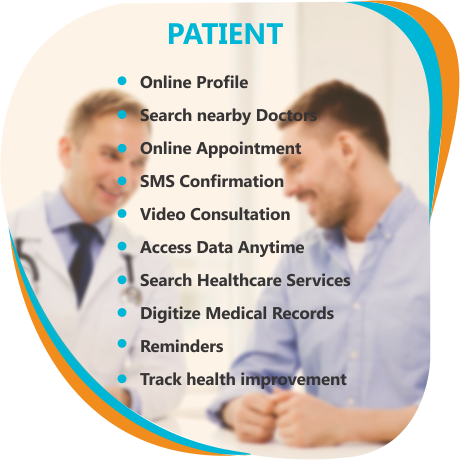 PATIENT
Online Profile
Search nearby Doctors
Online Appointment
SMS Confirmation
Video Consultation
Access Data Anytime
Search Healthcare Services
Digitize Medical Records
Reminders
Track health improvement